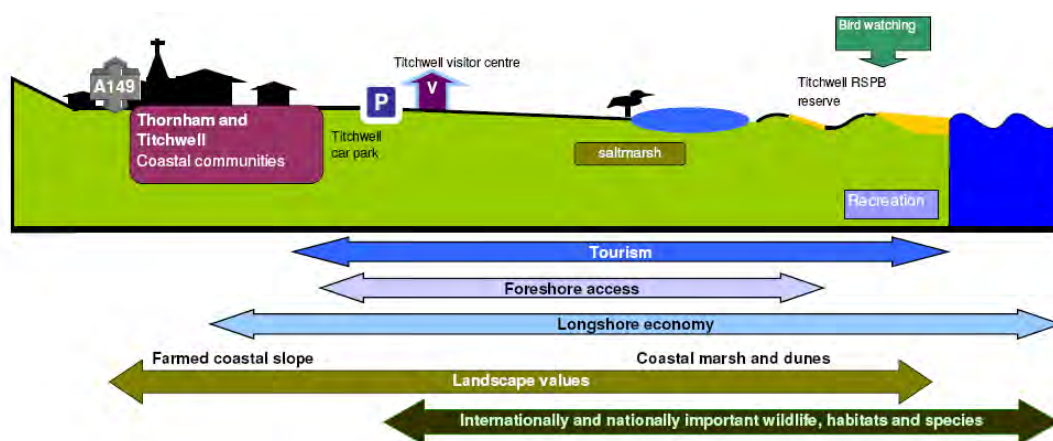 Bird watching
Titchwell visitor centre
Titchwell RSPB
reserve
A149
V
P
Thornham and
Titchwell
Coastal communities
Titchwell
car park
saltmarsh
Recreation
Tourism
Foreshore access
Longshore economy
Farmed coastal slope
Coastal marsh and dunes
Landscape values
Internationally and nationally important wildlife, habitats and species